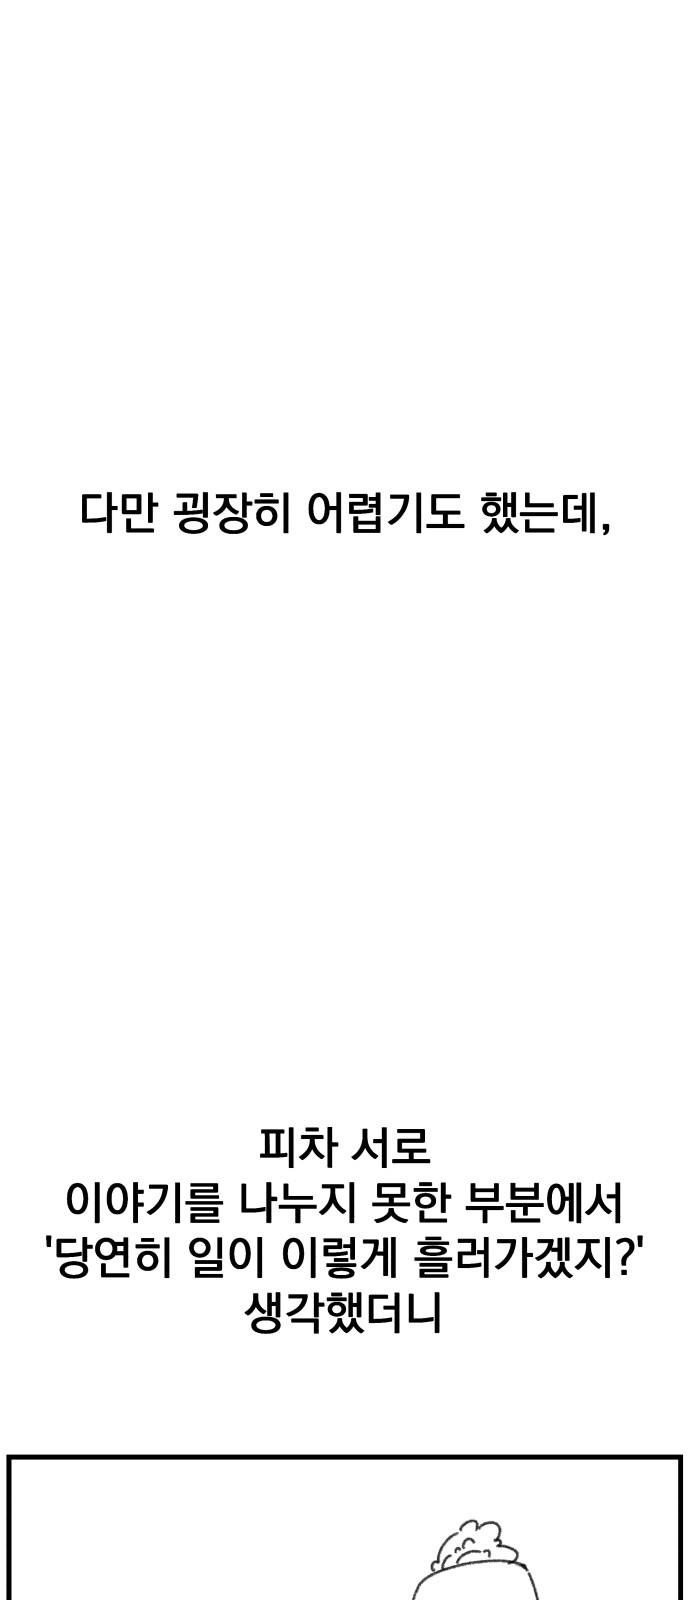 다만 굉장히 어렵기도 했는데,
피차 서로
이야기를 나누지 못한 부분에서
'당연히 일이 이렇게 흘러가겠지?'
생각했더니